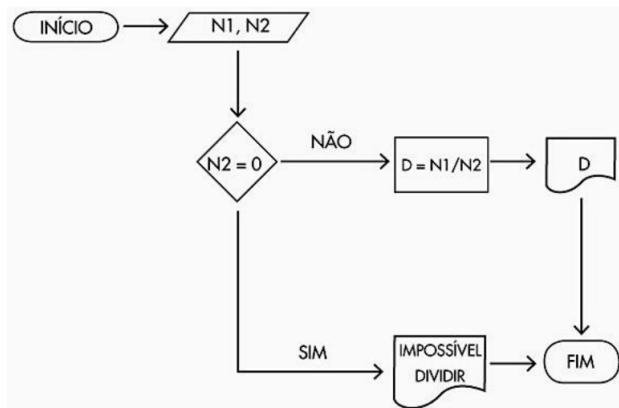 INÍCIO
N1, N2
N2 = 0
NÃO
D = N1/N2
D
SIM
IMPOSSÍVEL
DIVIDIR
FIM